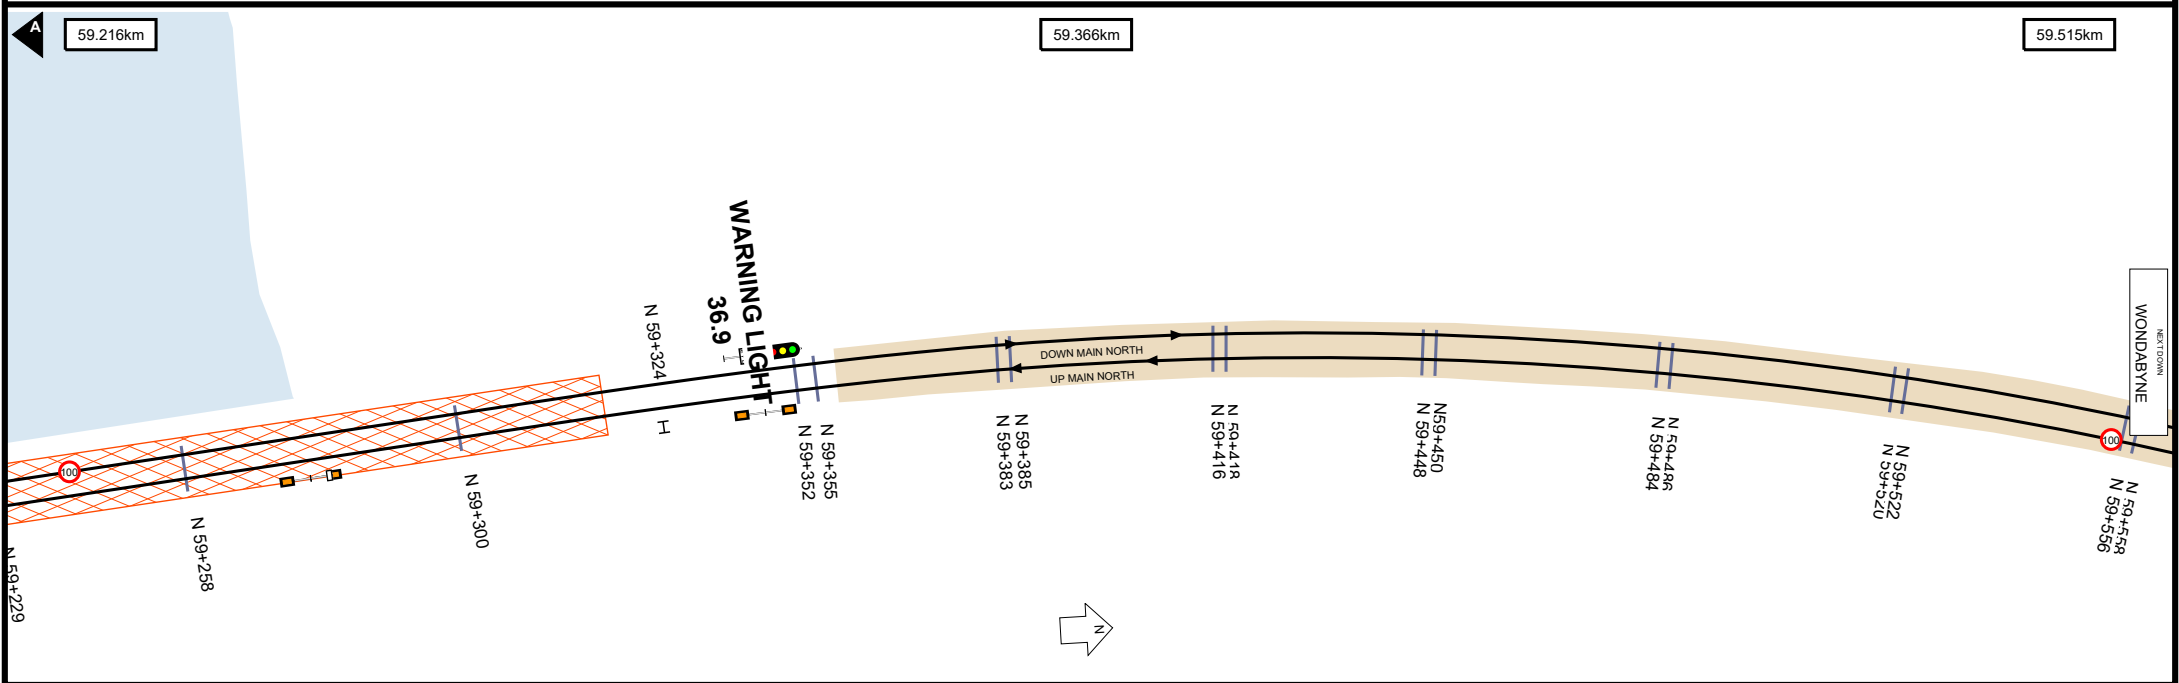 A
59.216km
59.366km
59.515km
WARNING LIGHT
36.9
N 59+324
H
DOWN MAIN NORTH
UP MAIN NORTH
100
100
NEXT DOWN
WONDABYNE
N 59+229
N 59+258
N 59+300
N 59+352
N 59+355
N 59+383
N 59+385
N 59+416
N 59+418
N 59+448
N59+450
N 59+484
N 59+486
N 59+520
N 59+522
N 59+556
N 59+558
N